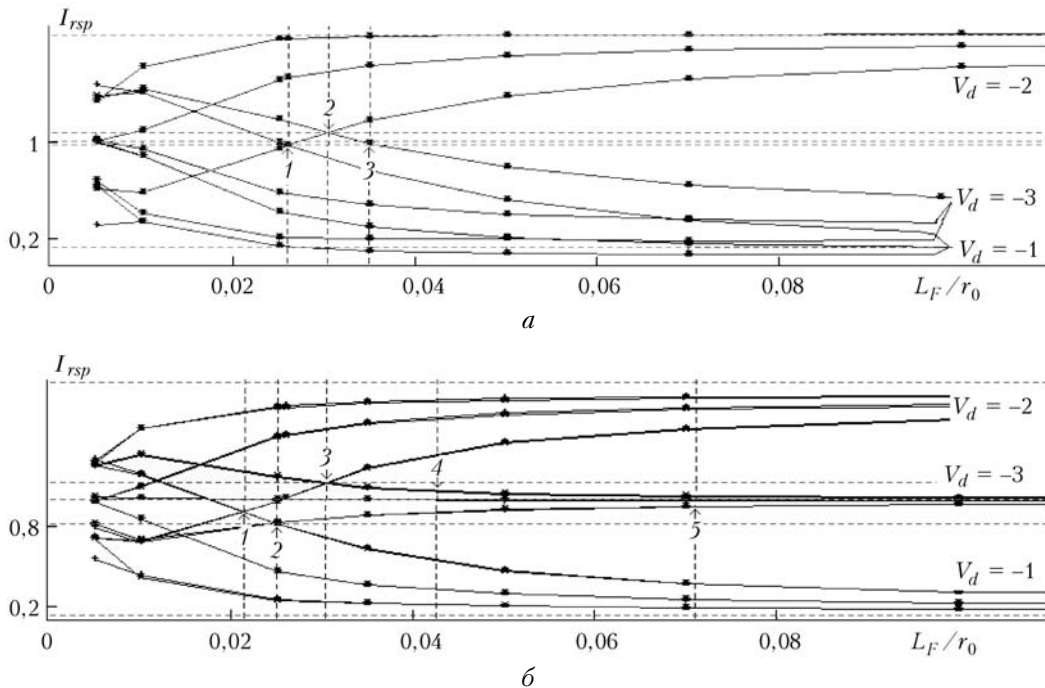 I_rsp
V_d = –2
2
1
1
3
V_d = –3
0,2
V_d = –1
0
0,02
0,04
0,06
0,08
L_F/r_0
а
I_rsp
V_d = –2
3
4
V_d = –3
0,8
1
2
5
V_d = –1
0.2
0
0,02
0,04
0,06
0,08
L_F/r_0
б